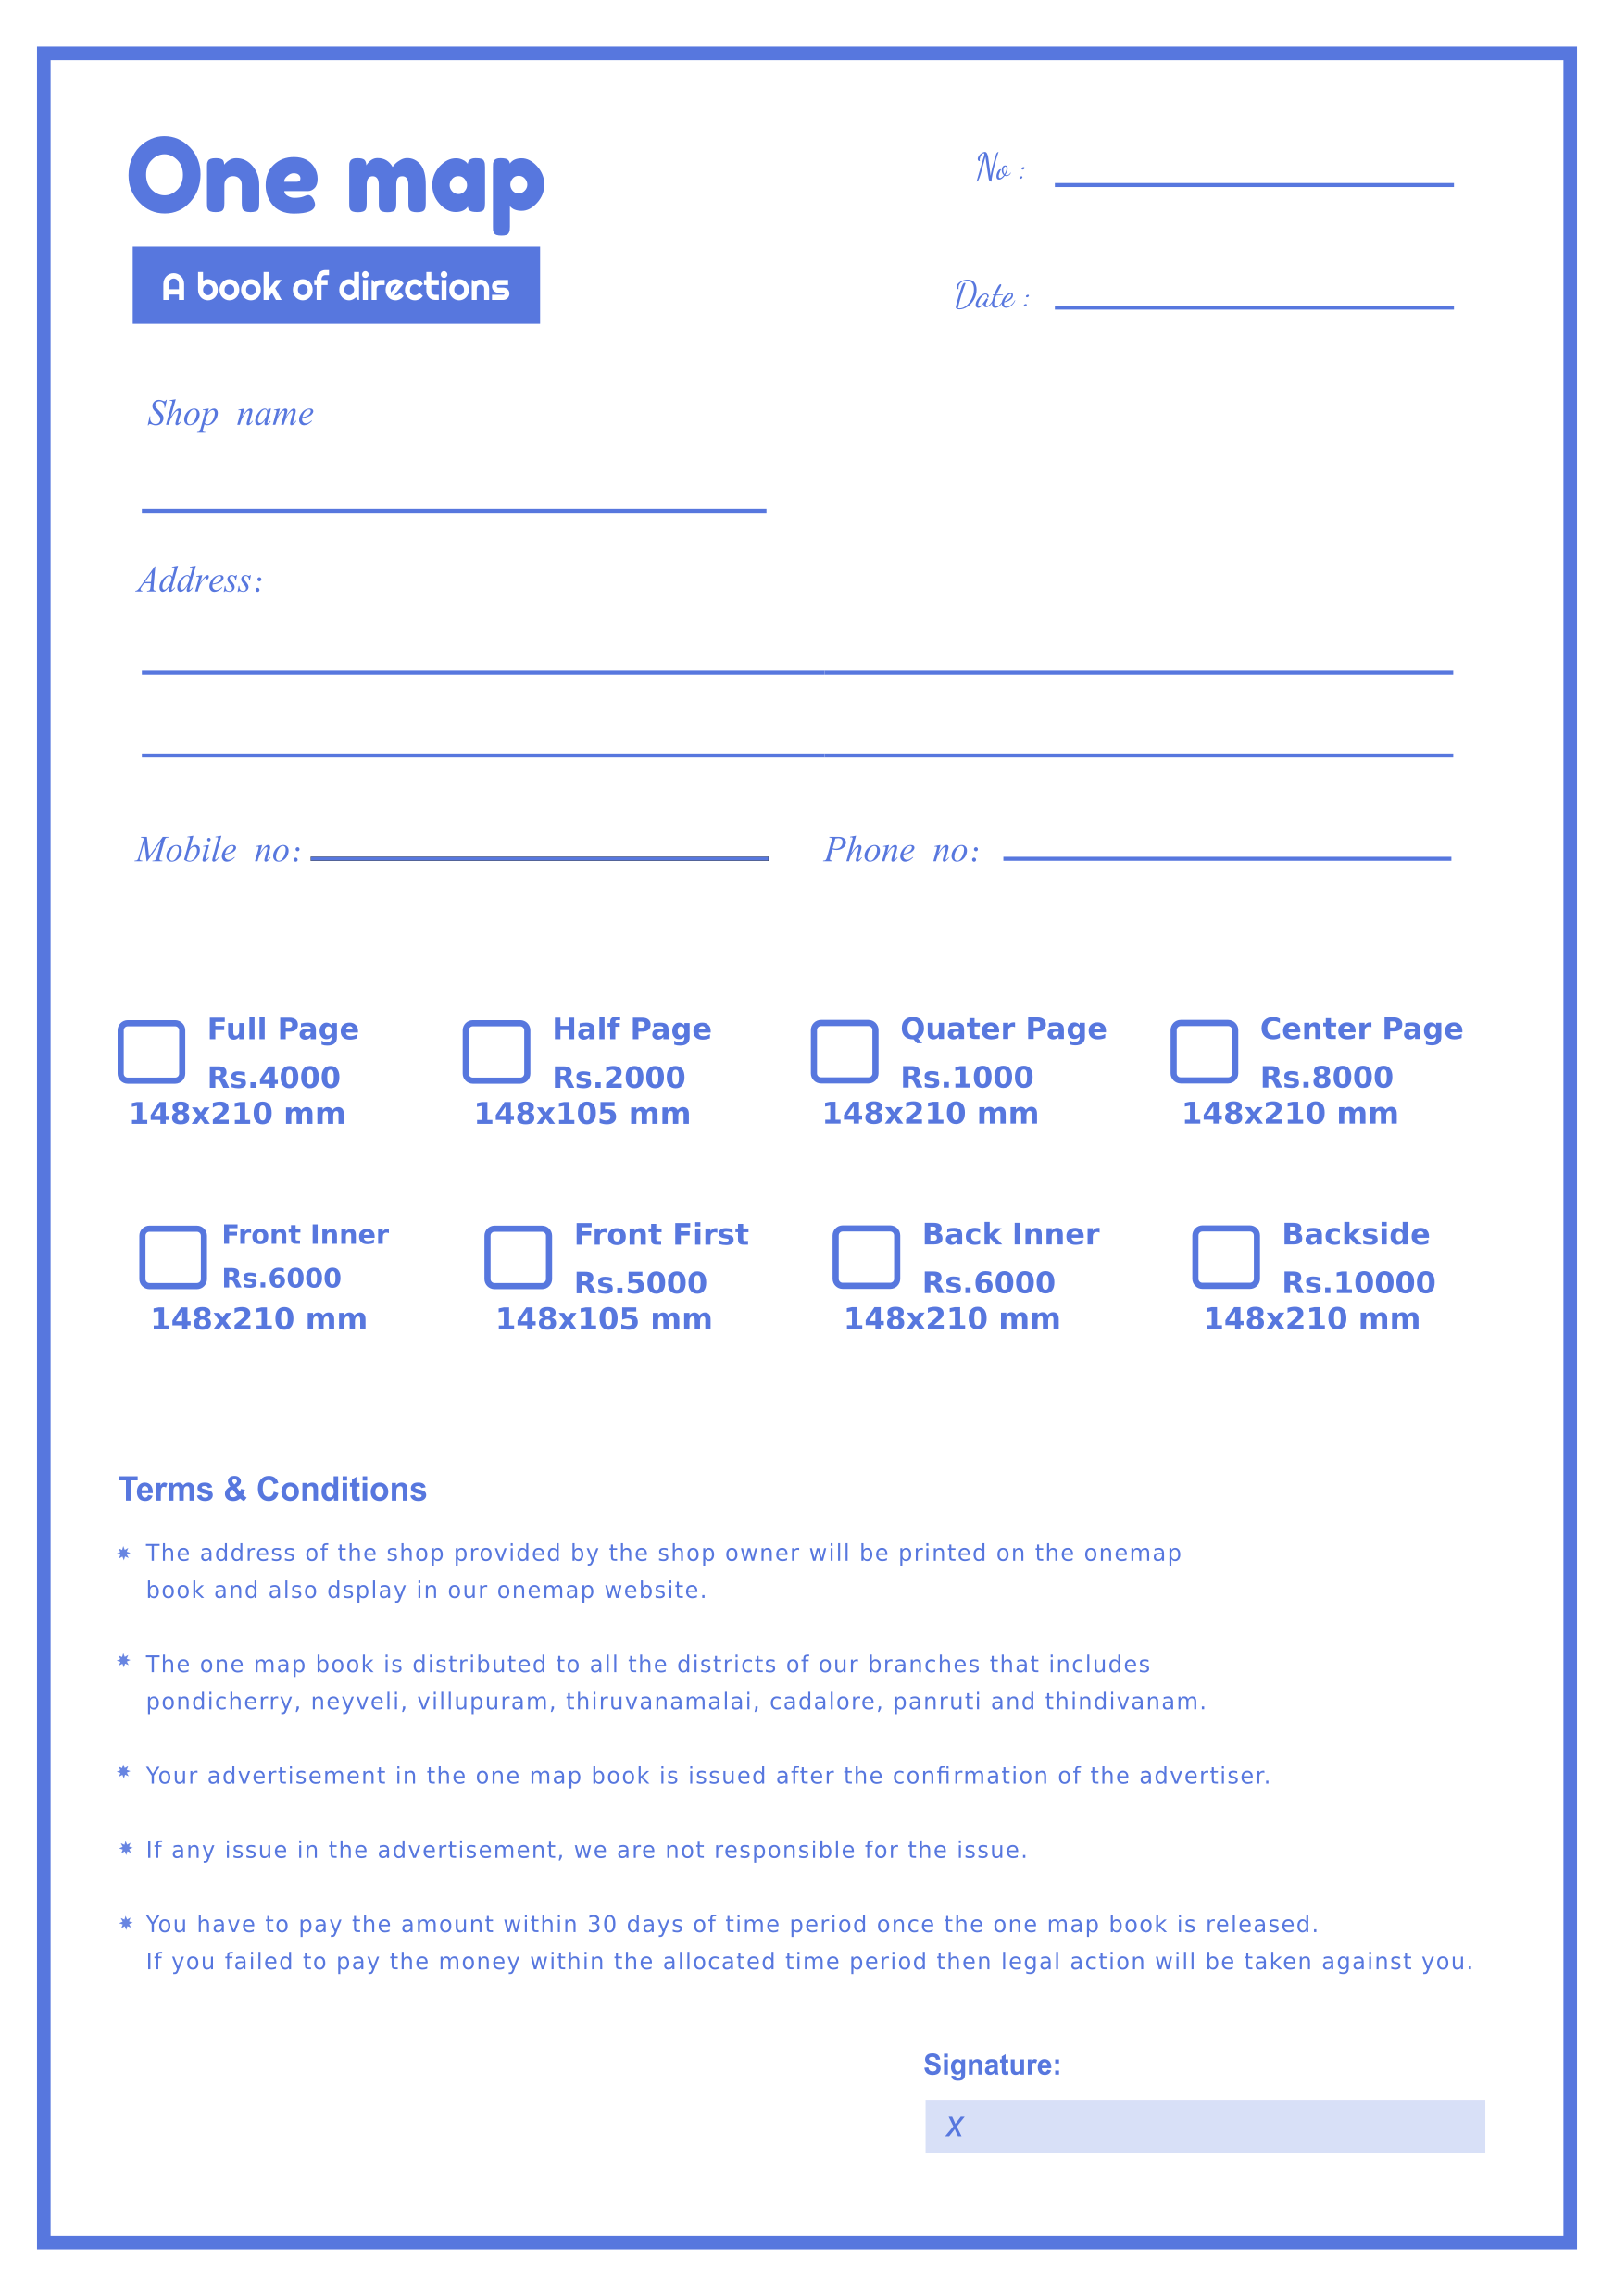 One map
No :
A book of directions
Date :
Shop name
Address:
Mobile no:
Phone no:
Full Page
Rs.4000
148x210 mm
Half Page
Rs.2000
148x105 mm
Quater Page
Rs.1000
148x210 mm
Center Page
Rs.8000
148x210 mm
Front Inner
Rs.6000
148x210 mm
Front First
Rs.5000
148x105 mm
Back Inner
Rs.6000
148x210 mm
Backside
Rs.10000
148x210 mm
Terms & Conditions
The address of the shop provided by the shop owner will be printed on the onemap
book and also dsplay in our onemap website.
The one map book is distributed to all the districts of our branches that includes
pondicherry, neyveli, villupuram, thiruvanamalai, cadalore, panruti and thindivanam.
Your advertisement in the one map book is issued after the confirmation of the advertiser.
If any issue in the advertisement, we are not responsible for the issue.
You have to pay the amount within 30 days of time period once the one map book is released.
If you failed to pay the money within the allocated time period then legal action will be taken against you.
Signature:
X